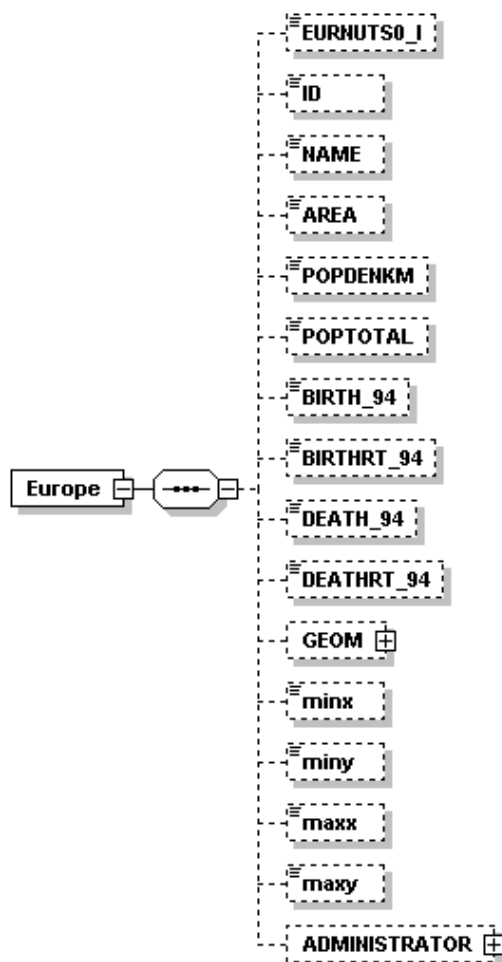 EURNUTS0_I
ID
NAME
AREA
POPDENKM
POPTOTAL
BIRTH_94
BIRTHRT_94
Europe
DEATH_94
DEATHRT_94
GEOM
minx
miny
maxx
maxy
ADMINISTRATOR